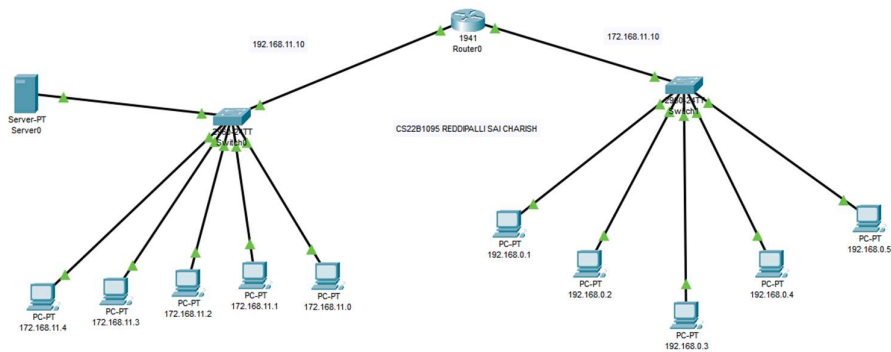 1941
Router0
192.168.11.10
172.168.11.10
Server-PT
Server0
Switch0
Switch1
CS22B1095 REDDIPALLI SAI CHARISH
PC-PT
172.168.11.4
PC-PT
172.168.11.3
PC-PT
172.168.11.2
PC-PT
172.168.11.1
PC-PT
172.168.11.0
PC-PT
192.168.0.1
PC-PT
192.168.0.2
PC-PT
192.168.0.3
PC-PT
192.168.0.4
PC-PT
192.168.0.5